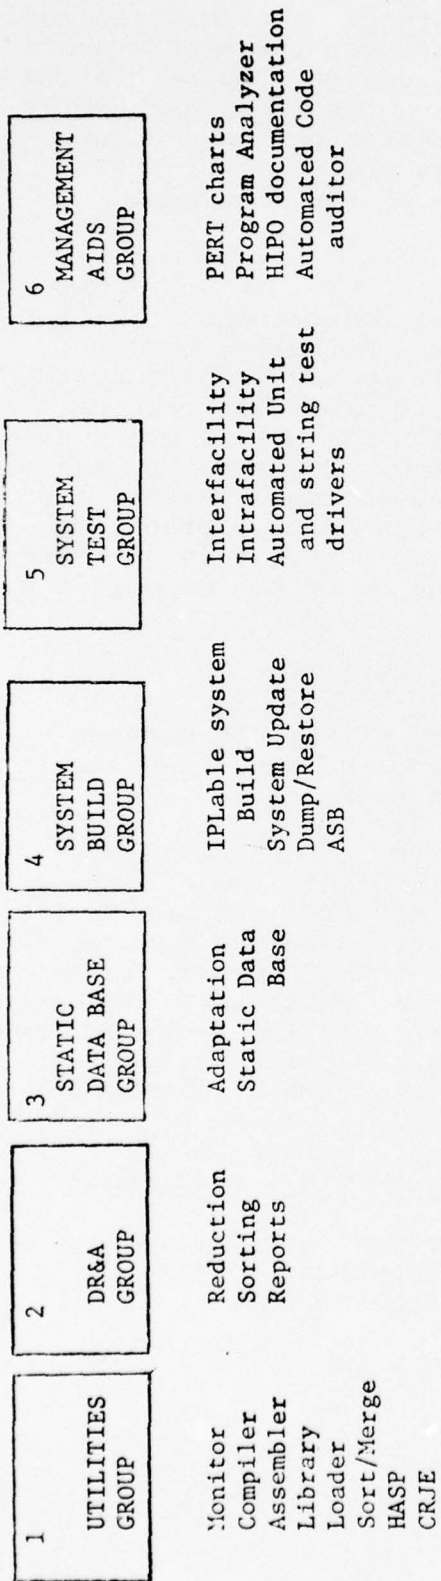 1
UTILITIES
GROUP
Monitor
Compiler
Assembler
Library
Loader
Sort/Merge
HASP
CRJE
2
DR&A
GROUP
Reduction
Sorting
Reports
3
STATIC
DATA BASE
GROUP
Adaptation
Static Data
Base
4
SYSTEM
BUILD
GROUP
IPLable system
Build
System Update
Dump/Restore
ASB
5
SYSTEM
TEST
GROUP
Interfacility
Intrafacility
Automated Unit
and string test
drivers
6
MANAGEMENT
AIDS
GROUP
PERT charts
Program Analyzer
HIPO documentation
Automated Code
auditor